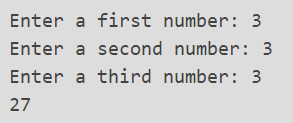 Enter a first number: 3
Enter a second number: 3
Enter a third number: 3
27